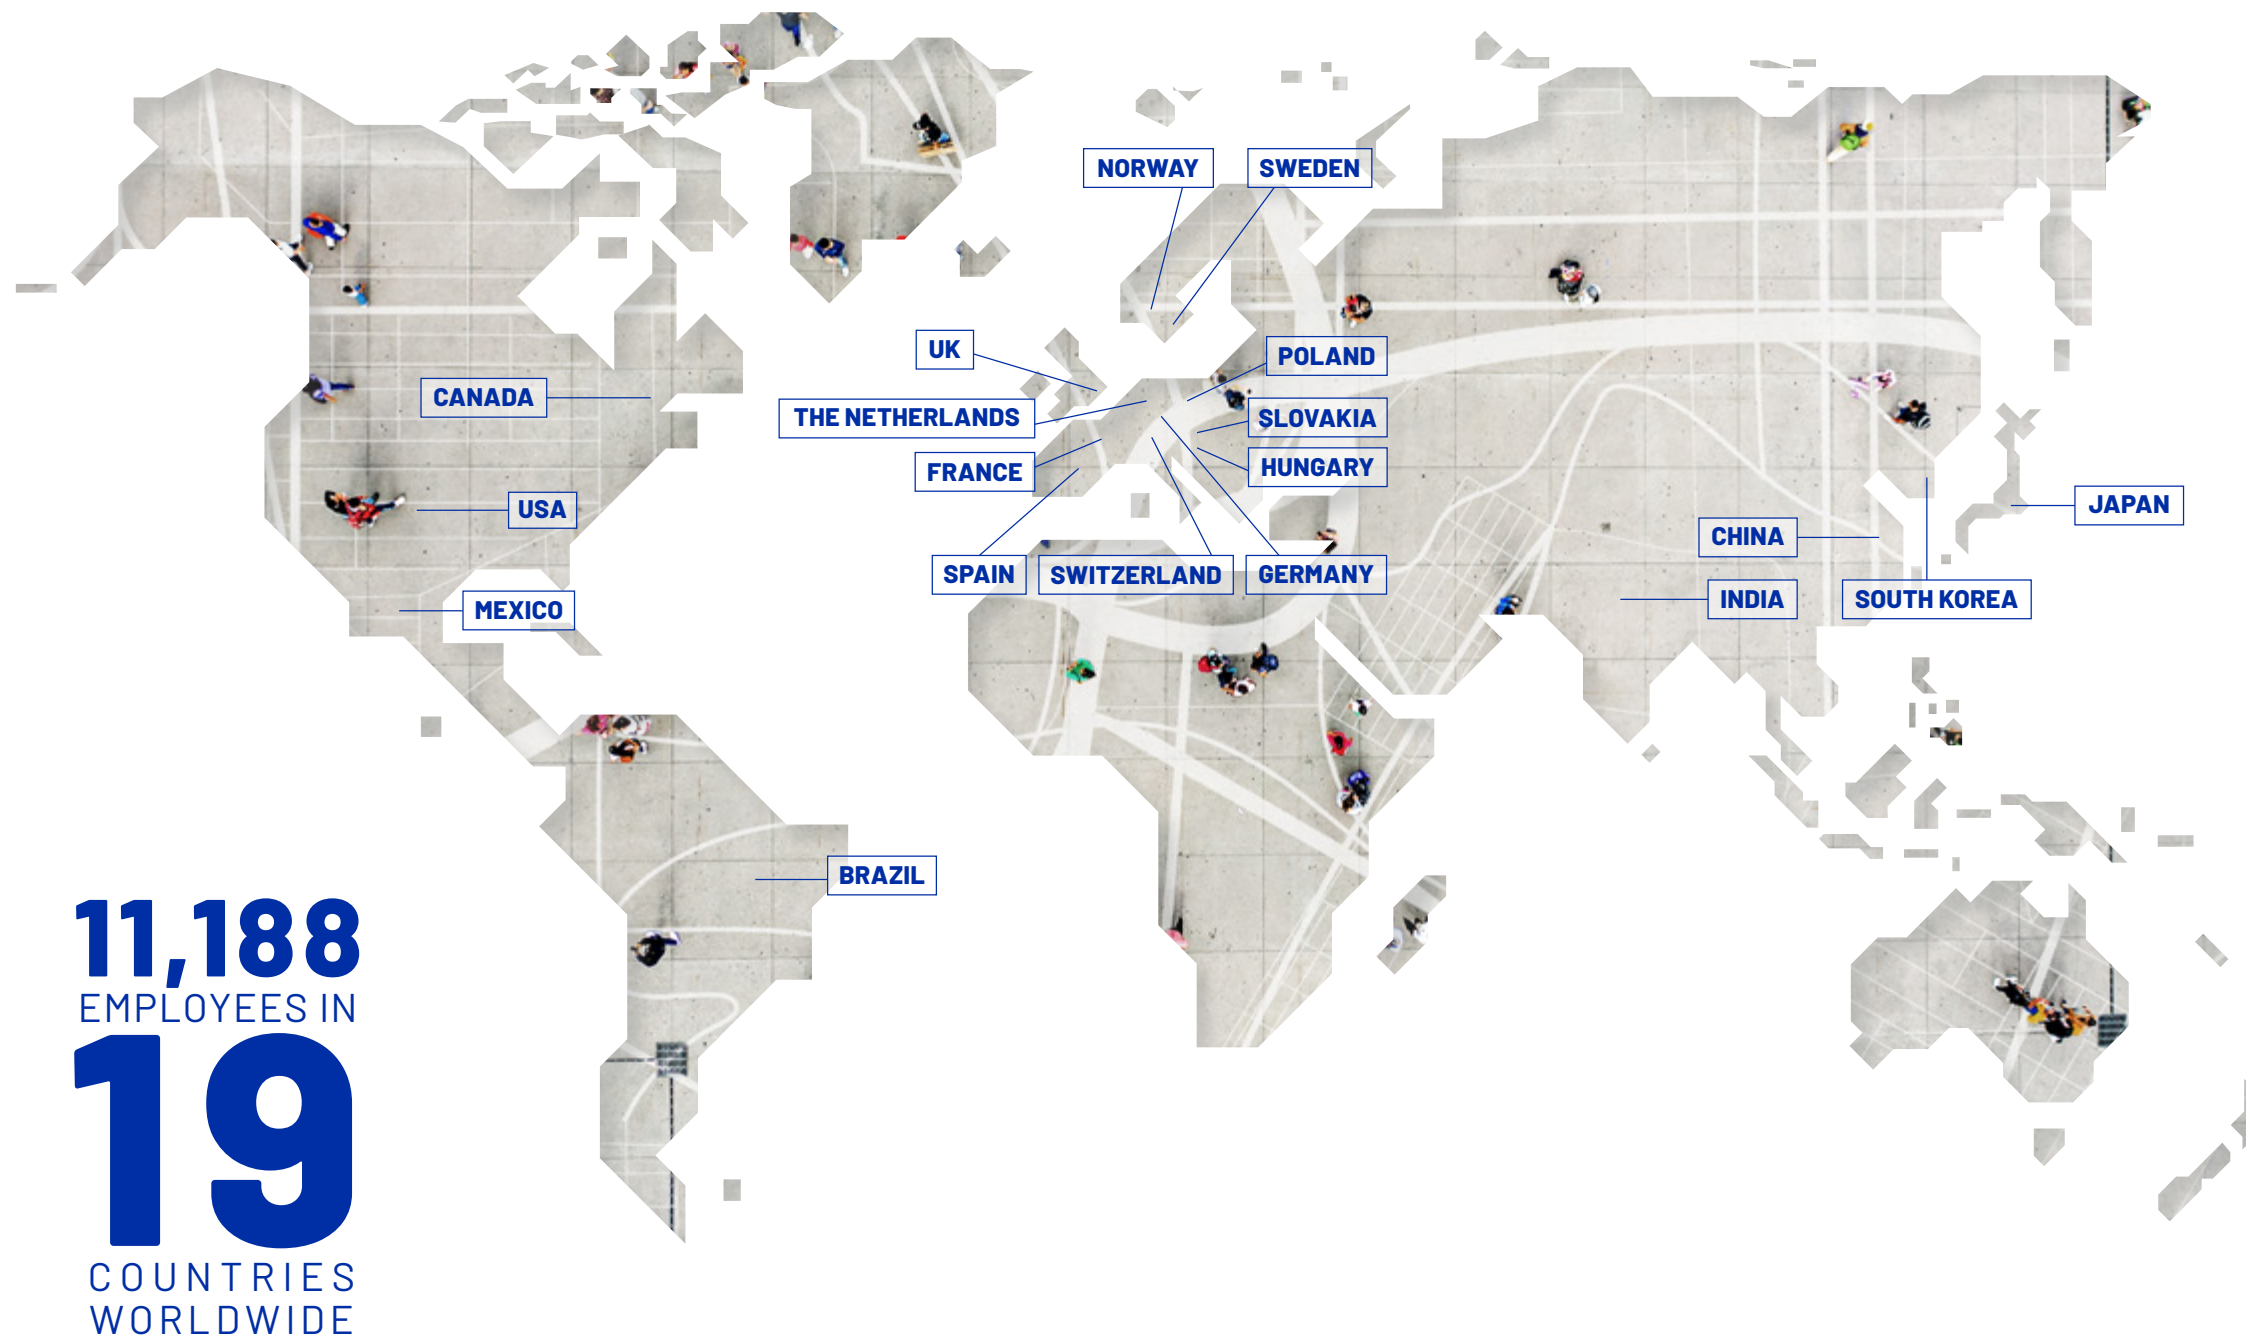 NORWAY
SWEDEN
UK
POLAND
CANADA
THE NETHERLANDS
SLOVAKIA
FRANCE
HUNGARY
USA
JAPAN
CHINA
SPAIN
SWITZERLAND
GERMANY
MEXICO
INDIA
SOUTH KOREA
BRAZIL
11,188
EMPLOYEES IN
19
COUNTRIES
WORLDWIDE